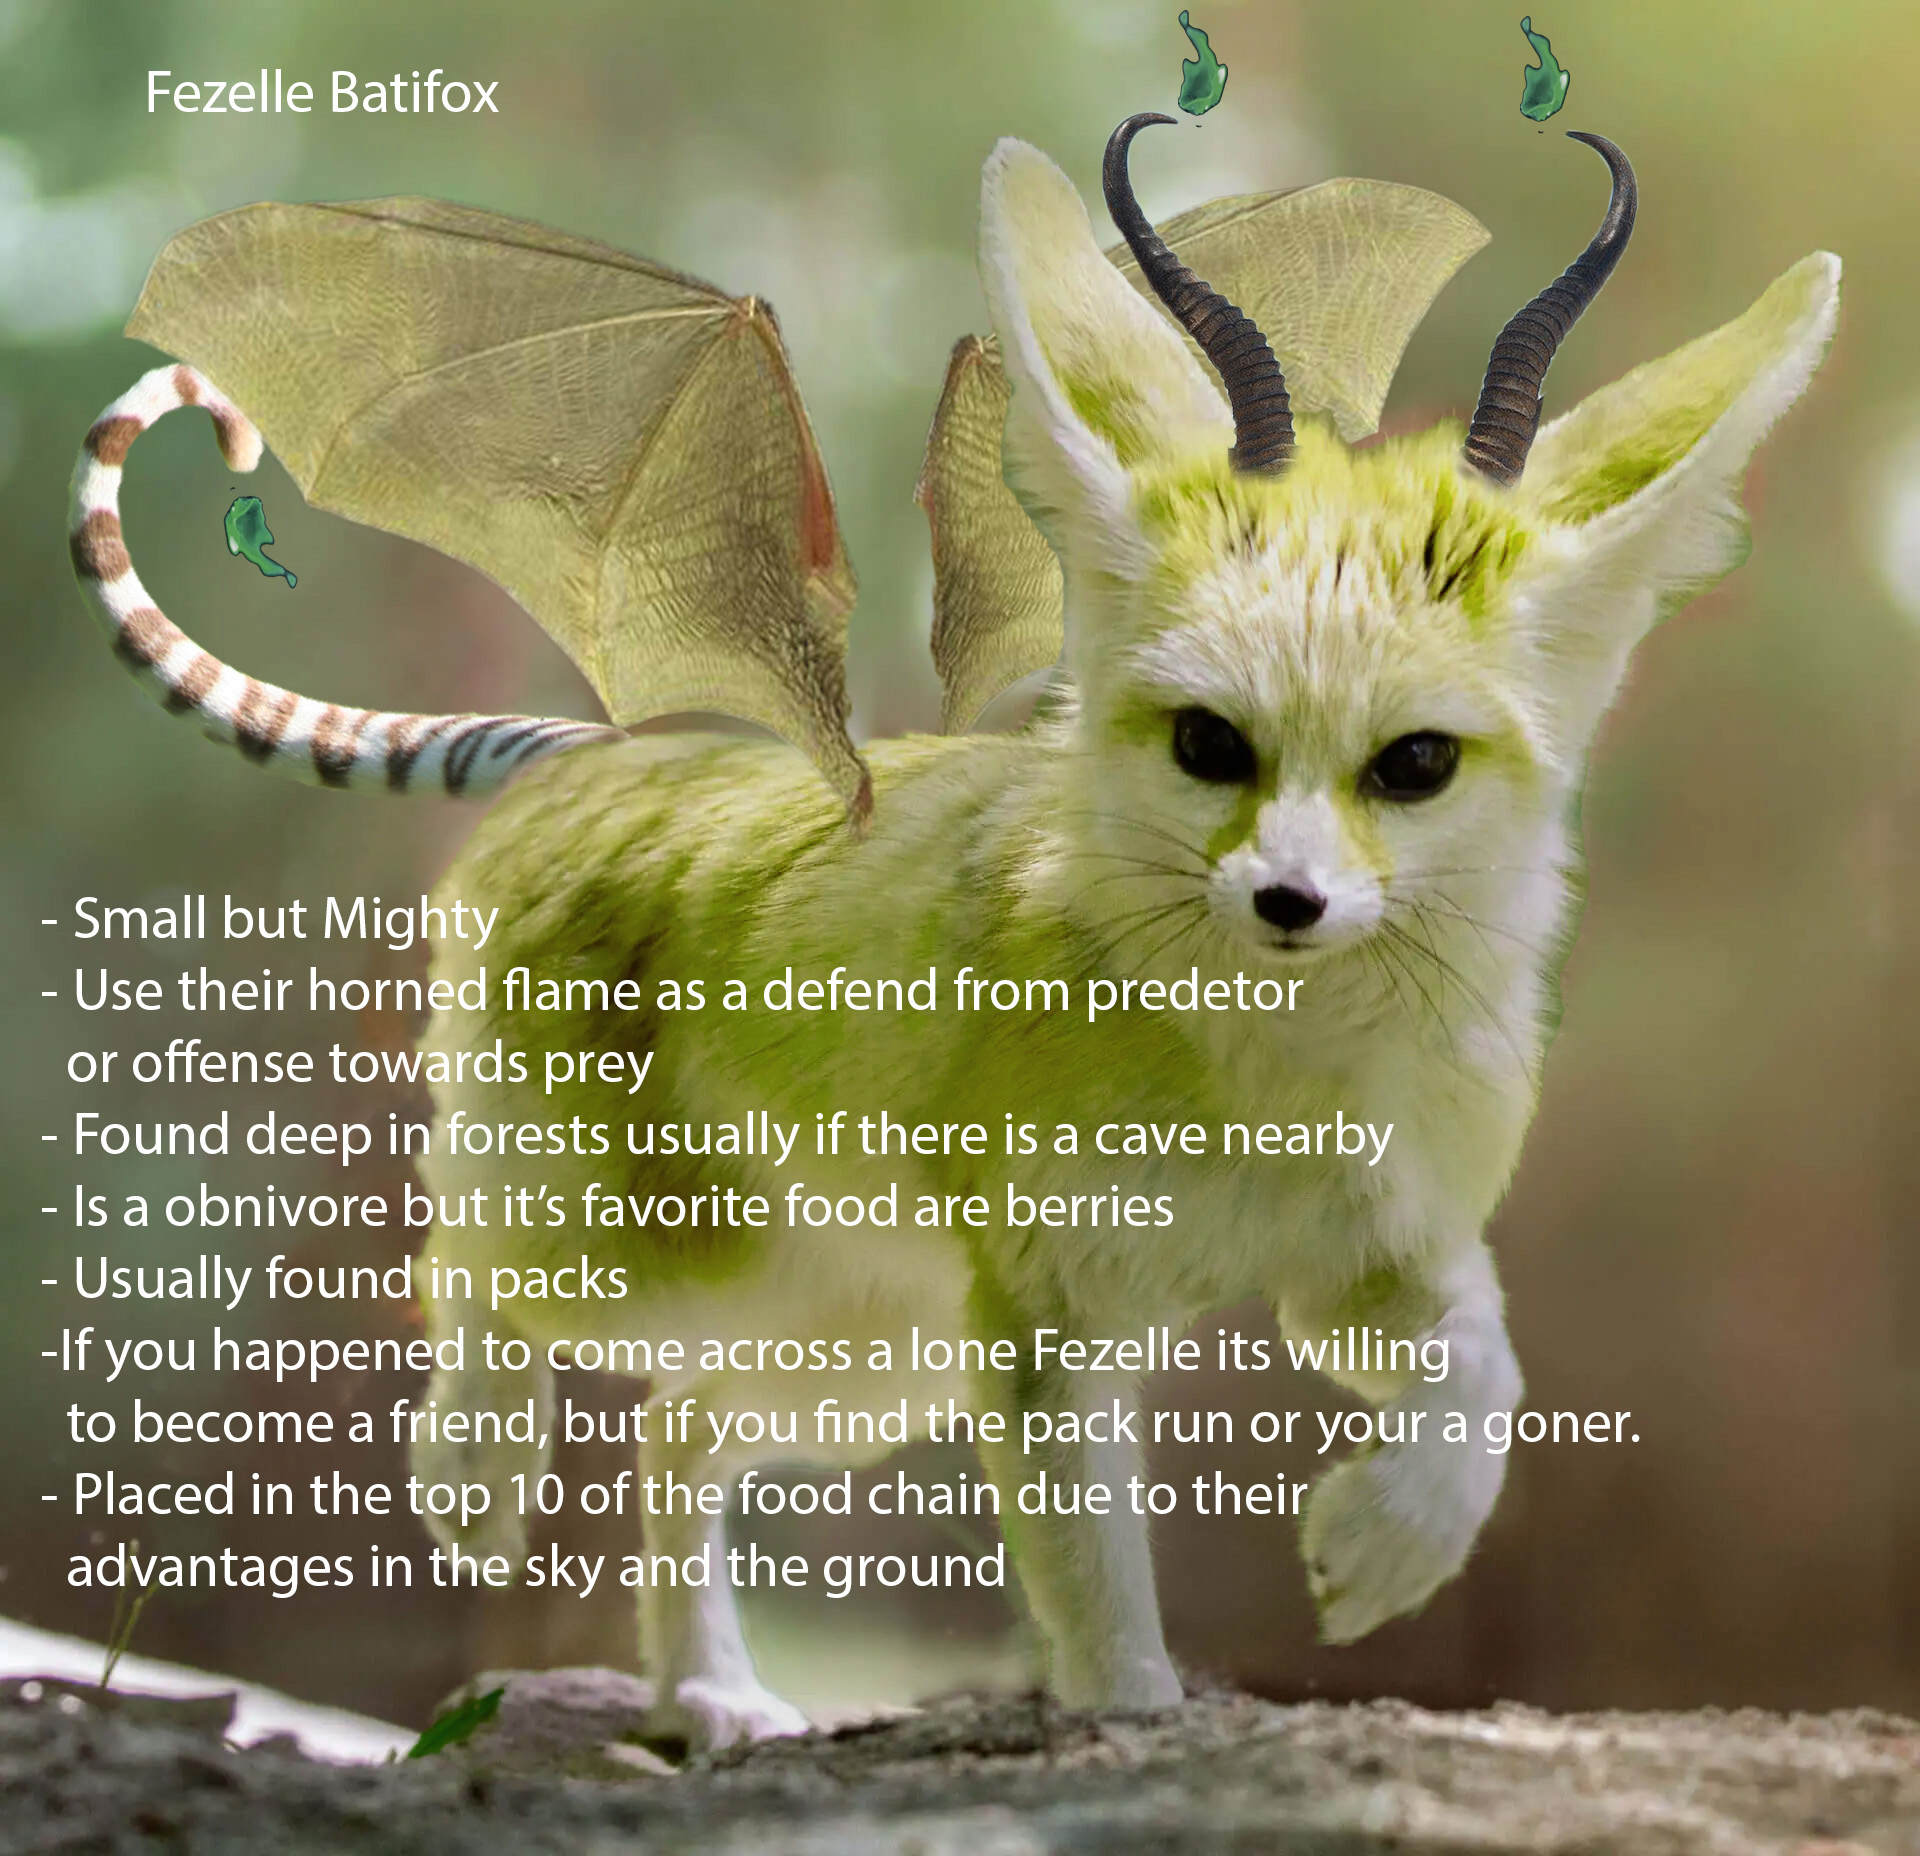 Fezelle Batifox
- Small but Mighty
- Use their horned flame as a defend from predetor
or offense towards prey
- Found deep in forests usually if there is a cave nearby
- Is a obnivore but it’s favorite food are berries
- Usually found in packs
-If you happened to come across a lone Fezelle its willing
to become a friend, but if you find the pack run or your a goner.
- Placed in the top 10 of the food chain due to their
advantages in the sky and the ground